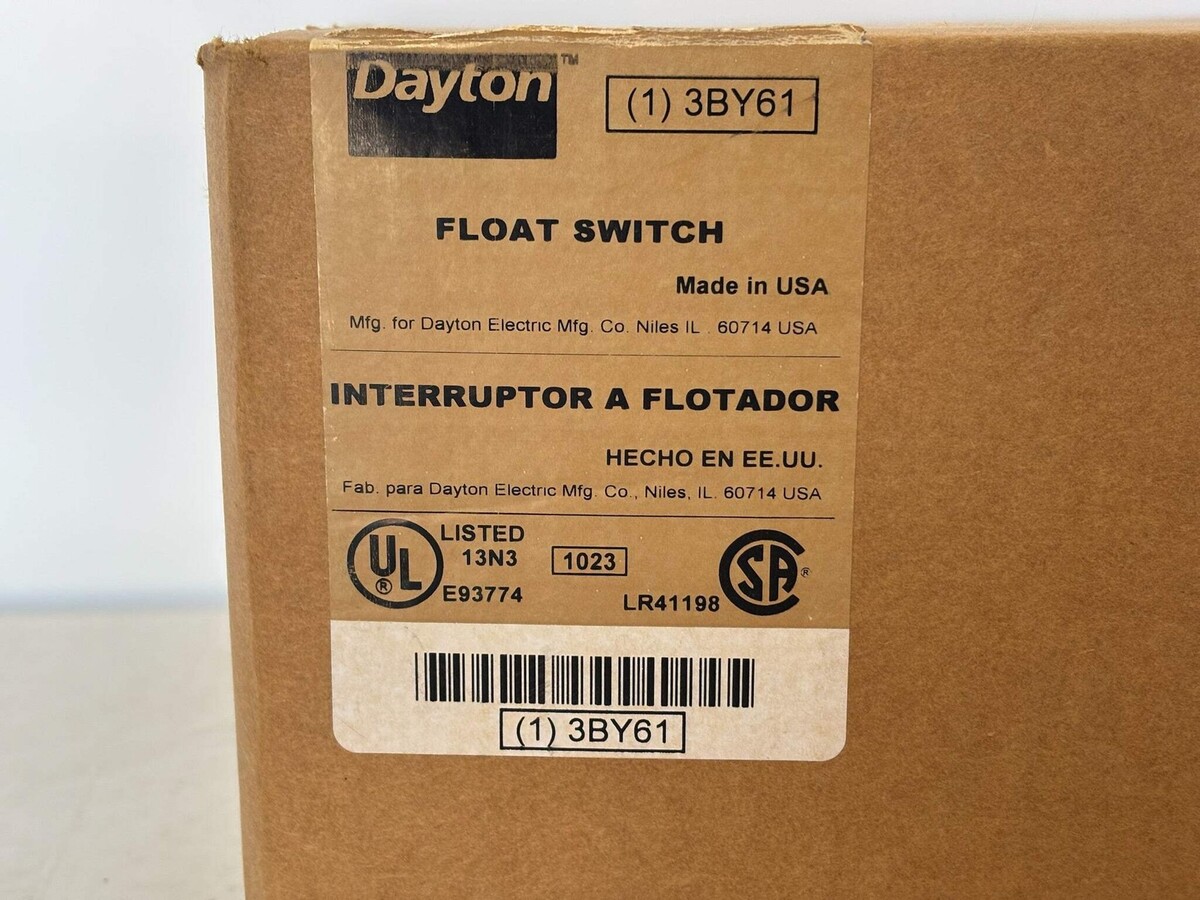 Dayton™
(1) 3BY61
FLOAT SWITCH
Made in USA
Mfg. for Dayton Electric Mfg. Co. Niles IL . 60714 USA
INTERRUPTOR A FLOTADOR
HECHO EN EE.UU.
Fab. para Dayton Electric Mfg. Co., Niles, IL. 60714 USA
UL® LISTED
13N3
E93774
1023
LR41198
SA®
(1) 3BY61